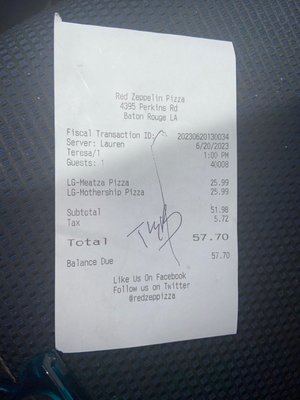 Red Zeppelin Pizza
4395 Perkins Rd
Baton Rouge LA
Fiscal Transaction ID: 20230620130034
Server: Lauren 6/20/2023
Teresa/1 1:00 PM
Guests: 1 40008
LG-Meatza Pizza 25.99
LG-Mothership Pizza 25.99
Subtotal 51.98
Tax 5.72
Total 57.70
Balance Due 57.70
Like Us On Facebook
Follow us on Twitter
@redzeppizza